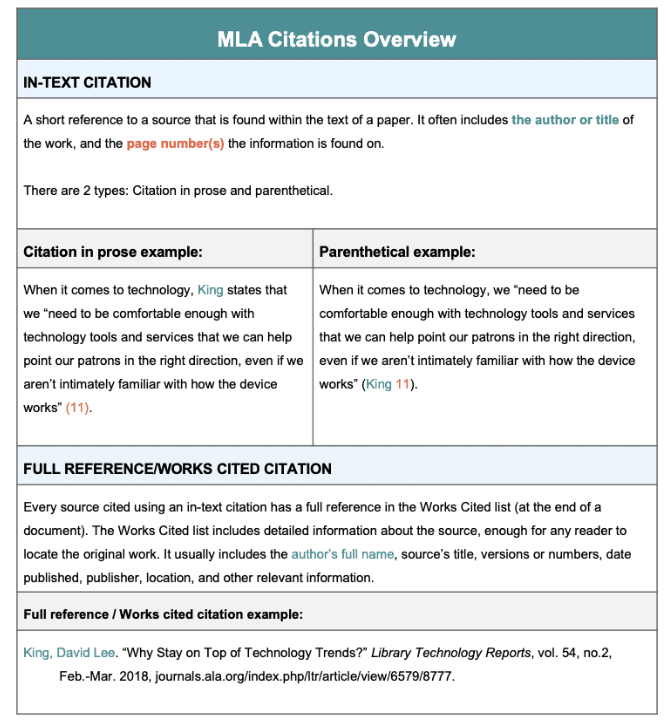 MLA Citations Overview
IN-TEXT CITATION
A short reference to a source that is found within the text of a paper. It often includes the author or title of
the work, and the page number(s) the information is found on.
There are 2 types: Citation in prose and parenthetical.
Citation in prose example:
When it comes to technology, King states that
we “need to be comfortable enough with
technology tools and services that we can help
point our patrons in the right direction, even if we
aren’t intimately familiar with how the device
works” (11).
Parenthetical example:
When it comes to technology, we “need to be
comfortable enough with technology tools and services
that we can help point our patrons in the right direction,
even if we aren’t intimately familiar with how the device
works” (King 11).
FULL REFERENCE/WORKS CITED CITATION
Every source cited using an in-text citation has a full reference in the Works Cited list (at the end of a
document). The Works Cited list includes detailed information about the source, enough for any reader to
locate the original work. It usually includes the author’s full name, source’s title, versions or numbers, date
published, publisher, location, and other relevant information.
Full reference / Works cited citation example:
King, David Lee. “Why Stay on Top of Technology Trends?” Library Technology Reports, vol. 54, no.2,
Feb.-Mar. 2018, journals.ala.org/index.php/ltr/article/view/6579/8777.